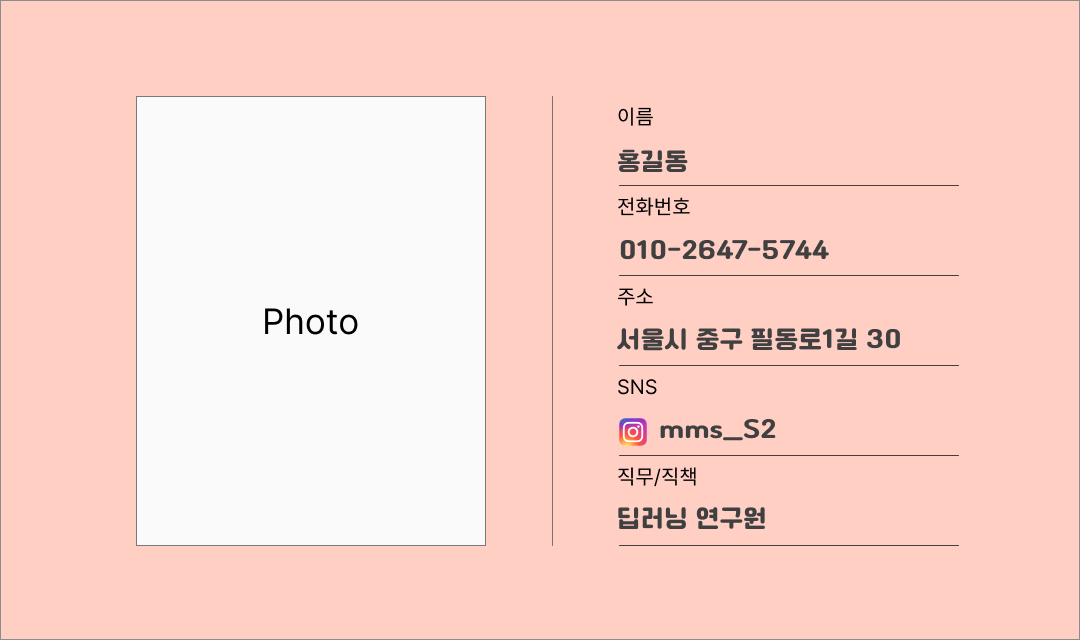 Photo
이름
홍길동
전화번호
010-2647-5744
주소
서울시 중구 필동로1길 30
SNS
mms_S2
직무/직책
딥러닝 연구원